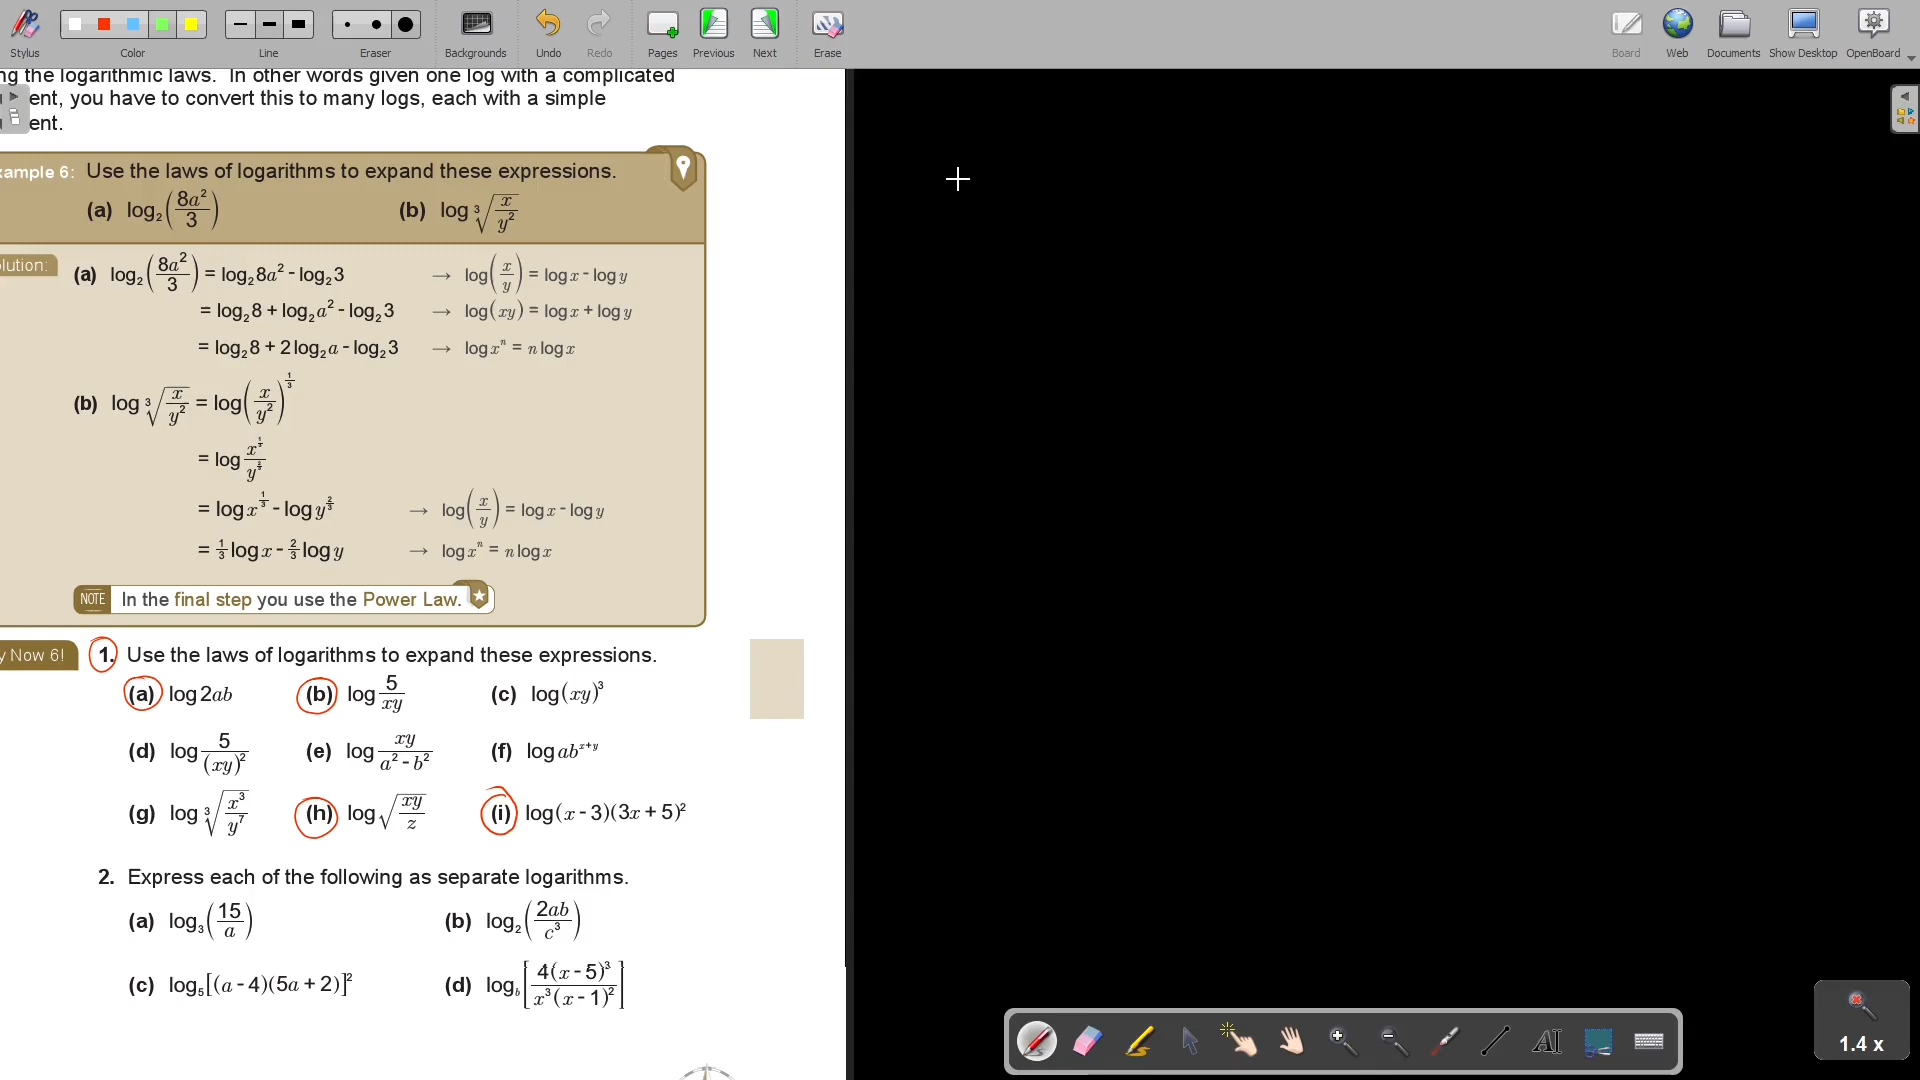 Stylus Color Line Eraser Backgrounds Undo Redo Pages Previous Next Erase Board Web Documents Show Desktop OpenBoard
ng the logarithmic laws. In other words given one log with a complicated
ent, you have to convert this to many logs, each with a simple
ent.
xample 6: Use the laws of logarithms to expand these expressions.
(a) log₂(8a²/3) (b) log ∛(x/y²)
olution: (a) log₂(8a²/3) = log₂8a² - log₂3 → log(x/y) = log x - log y
= log₂8 + log₂a² - log₂3 → log(xy) = log x + log y
= log₂8 + 2 log₂a - log₂3 → log xⁿ = n log x
(b) log ∛(x/y²) = log(x/y²)^(1/3)
= log x^(1/3)/y^(2/3)
= log x^(1/3) - log y^(2/3) → log(x/y) = log x - log y
= 1/3 log x - 2/3 log y → log xⁿ = n log x
NOTE In the final step you use the Power Law.
y Now 6! 1. Use the laws of logarithms to expand these expressions.
(a) log 2ab (b) log 5/xy (c) log(xy)³
(d) log 5/(xy)² (e) log xy/(a² - b²) (f) log ab^(x+y)
(g) log ∛(x³/y⁷) (h) log √(xy/z) (i) log(x - 3)(3x + 5)²
2. Express each of the following as separate logarithms.
(a) log₃(15/a) (b) log₂(2ab/c³)
(c) log₅[(a - 4)(5a + 2)]² (d) log_b[4(x - 5)³/x³(x - 1)²]
1.4 x